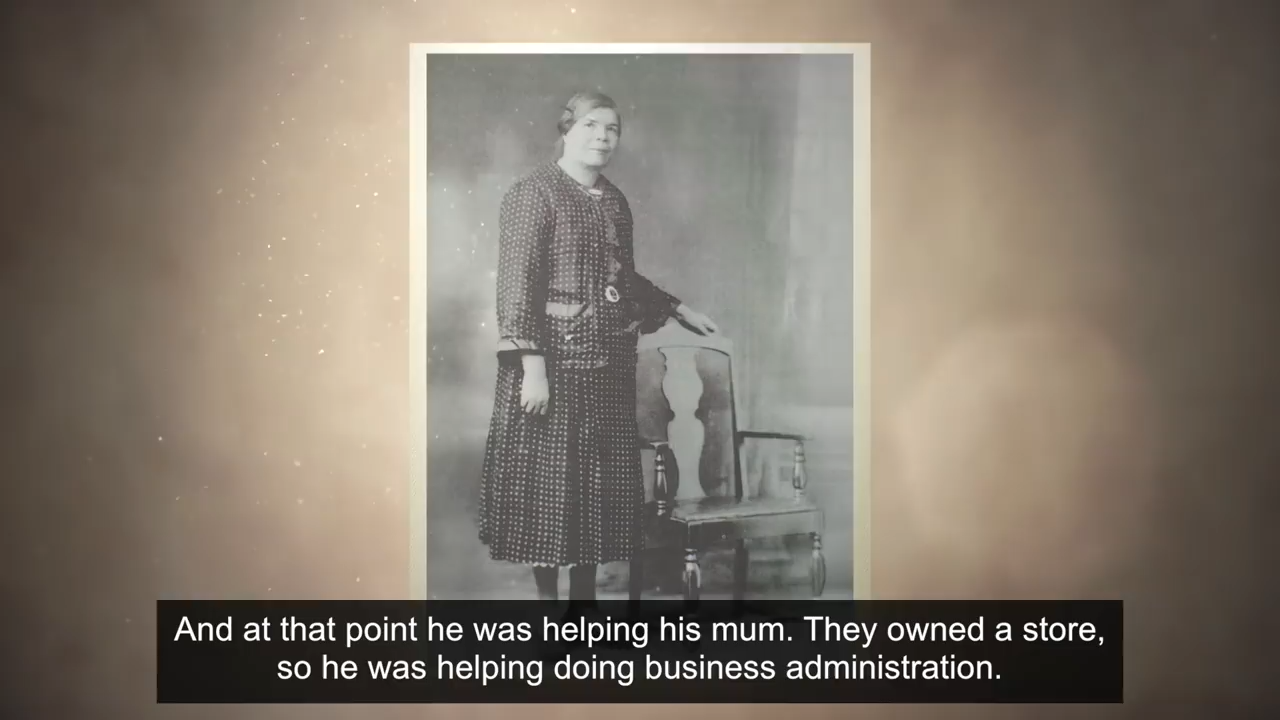 And at that point he was helping his mum. They owned a store,
so he was helping doing business administration.